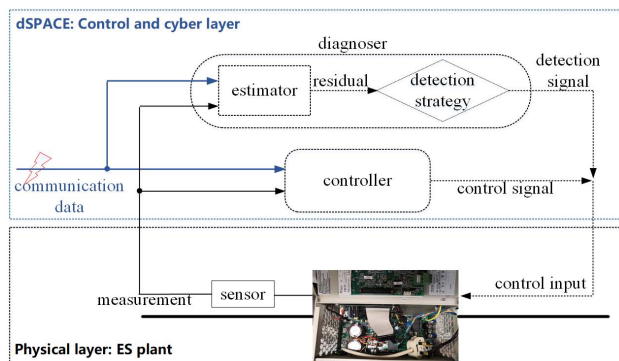 dSPACE: Control and cyber layer
diagnoser
detection
signal
estimator
residual
detection
strategy
communication
data
controller
control signal
measurement
sensor
control input
Physical layer: ES plant